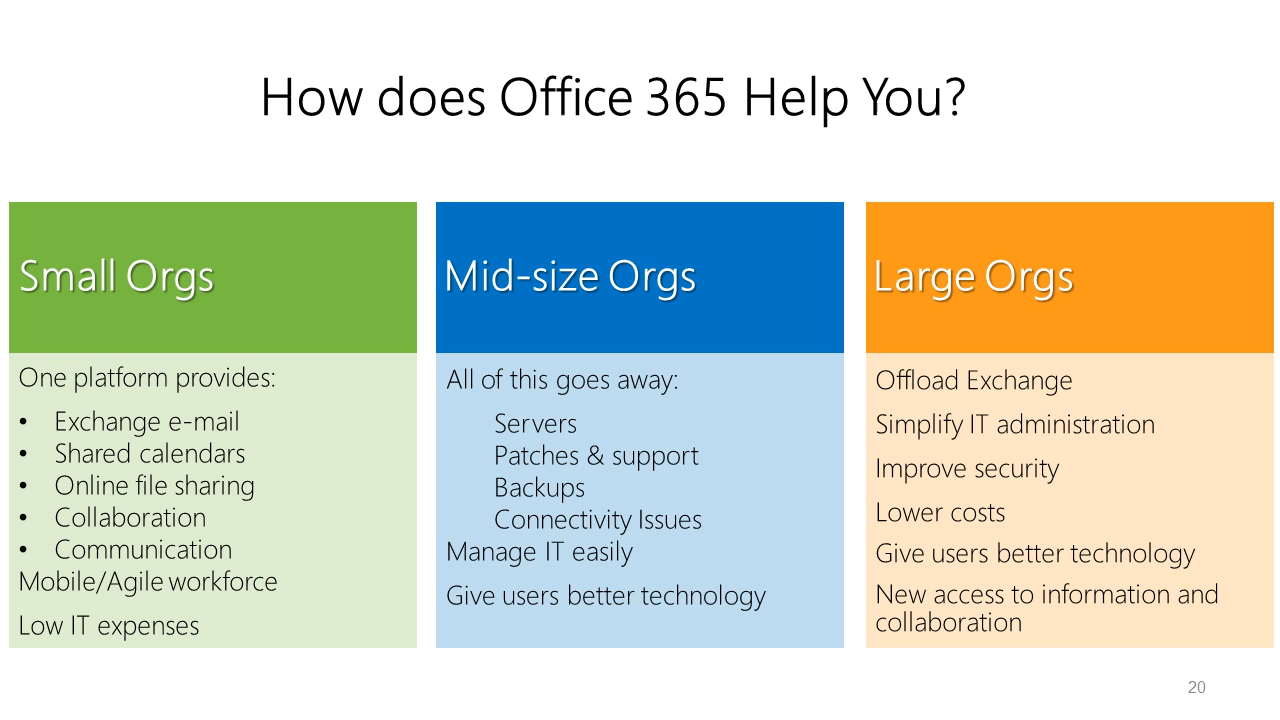 How does Office 365 Help You?
Small Orgs
One platform provides:
• Exchange e-mail
• Shared calendars
• Online file sharing
• Collaboration
• Communication
Mobile/Agile workforce
Low IT expenses
Mid-size Orgs
All of this goes away:
Servers
Patches & support
Backups
Connectivity Issues
Manage IT easily
Give users better technology
Large Orgs
Offload Exchange
Simplify IT administration
Improve security
Lower costs
Give users better technology
New access to information and
collaboration
20